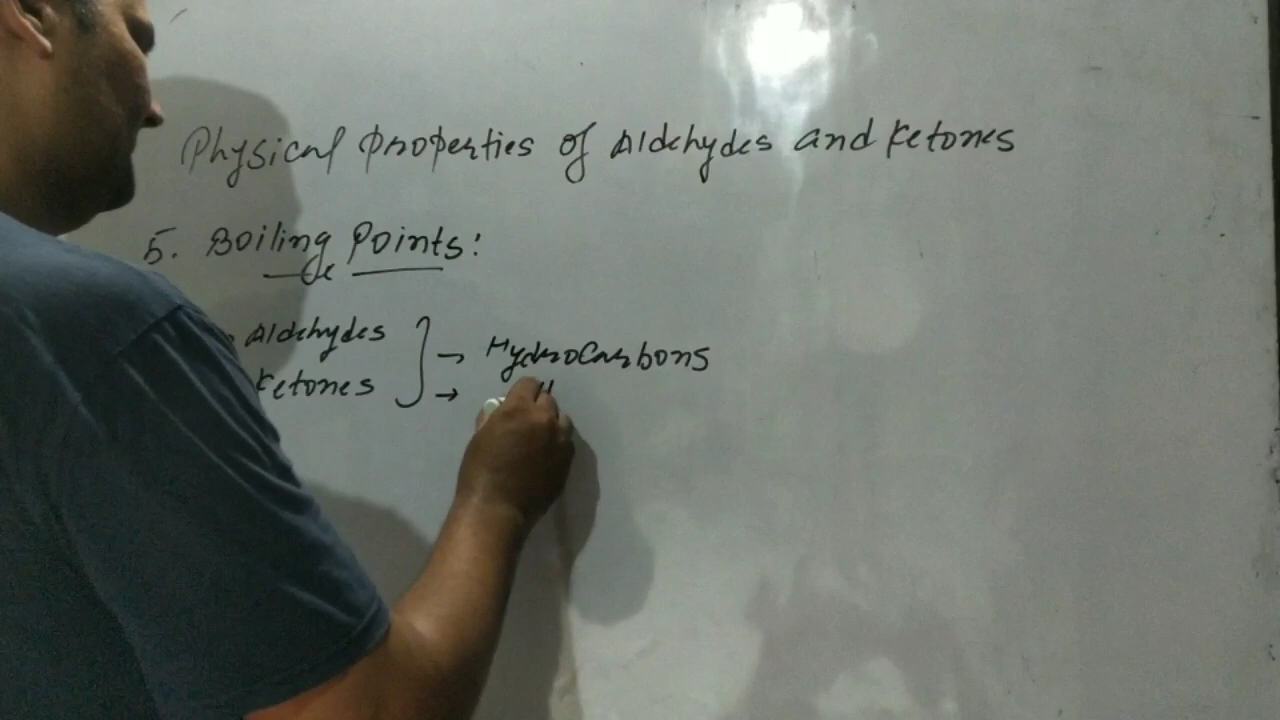 Physical Properties of Aldehydes and Ketones
5. Boiling Points:
Aldehydes
Ketones
} → Hydrocarbons
→